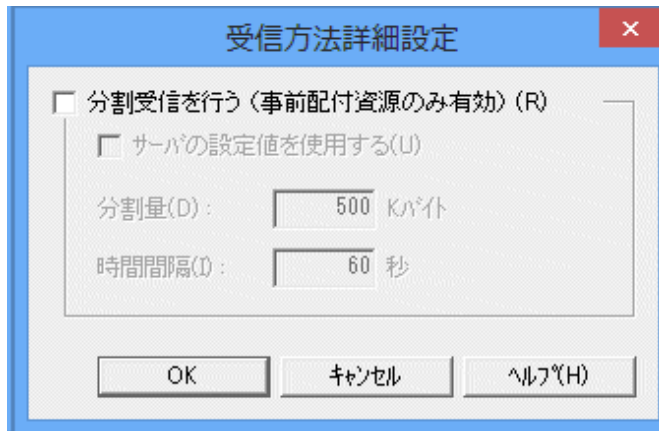 受信方法詳細設定
分割受信を行う(事前配付資源のみ有効)(R)
サーバの設定値を使用する(U)
分割量(D): 500 Kバイト
時間間隔(I): 60 秒
OK キャンセル ヘルプ(H)